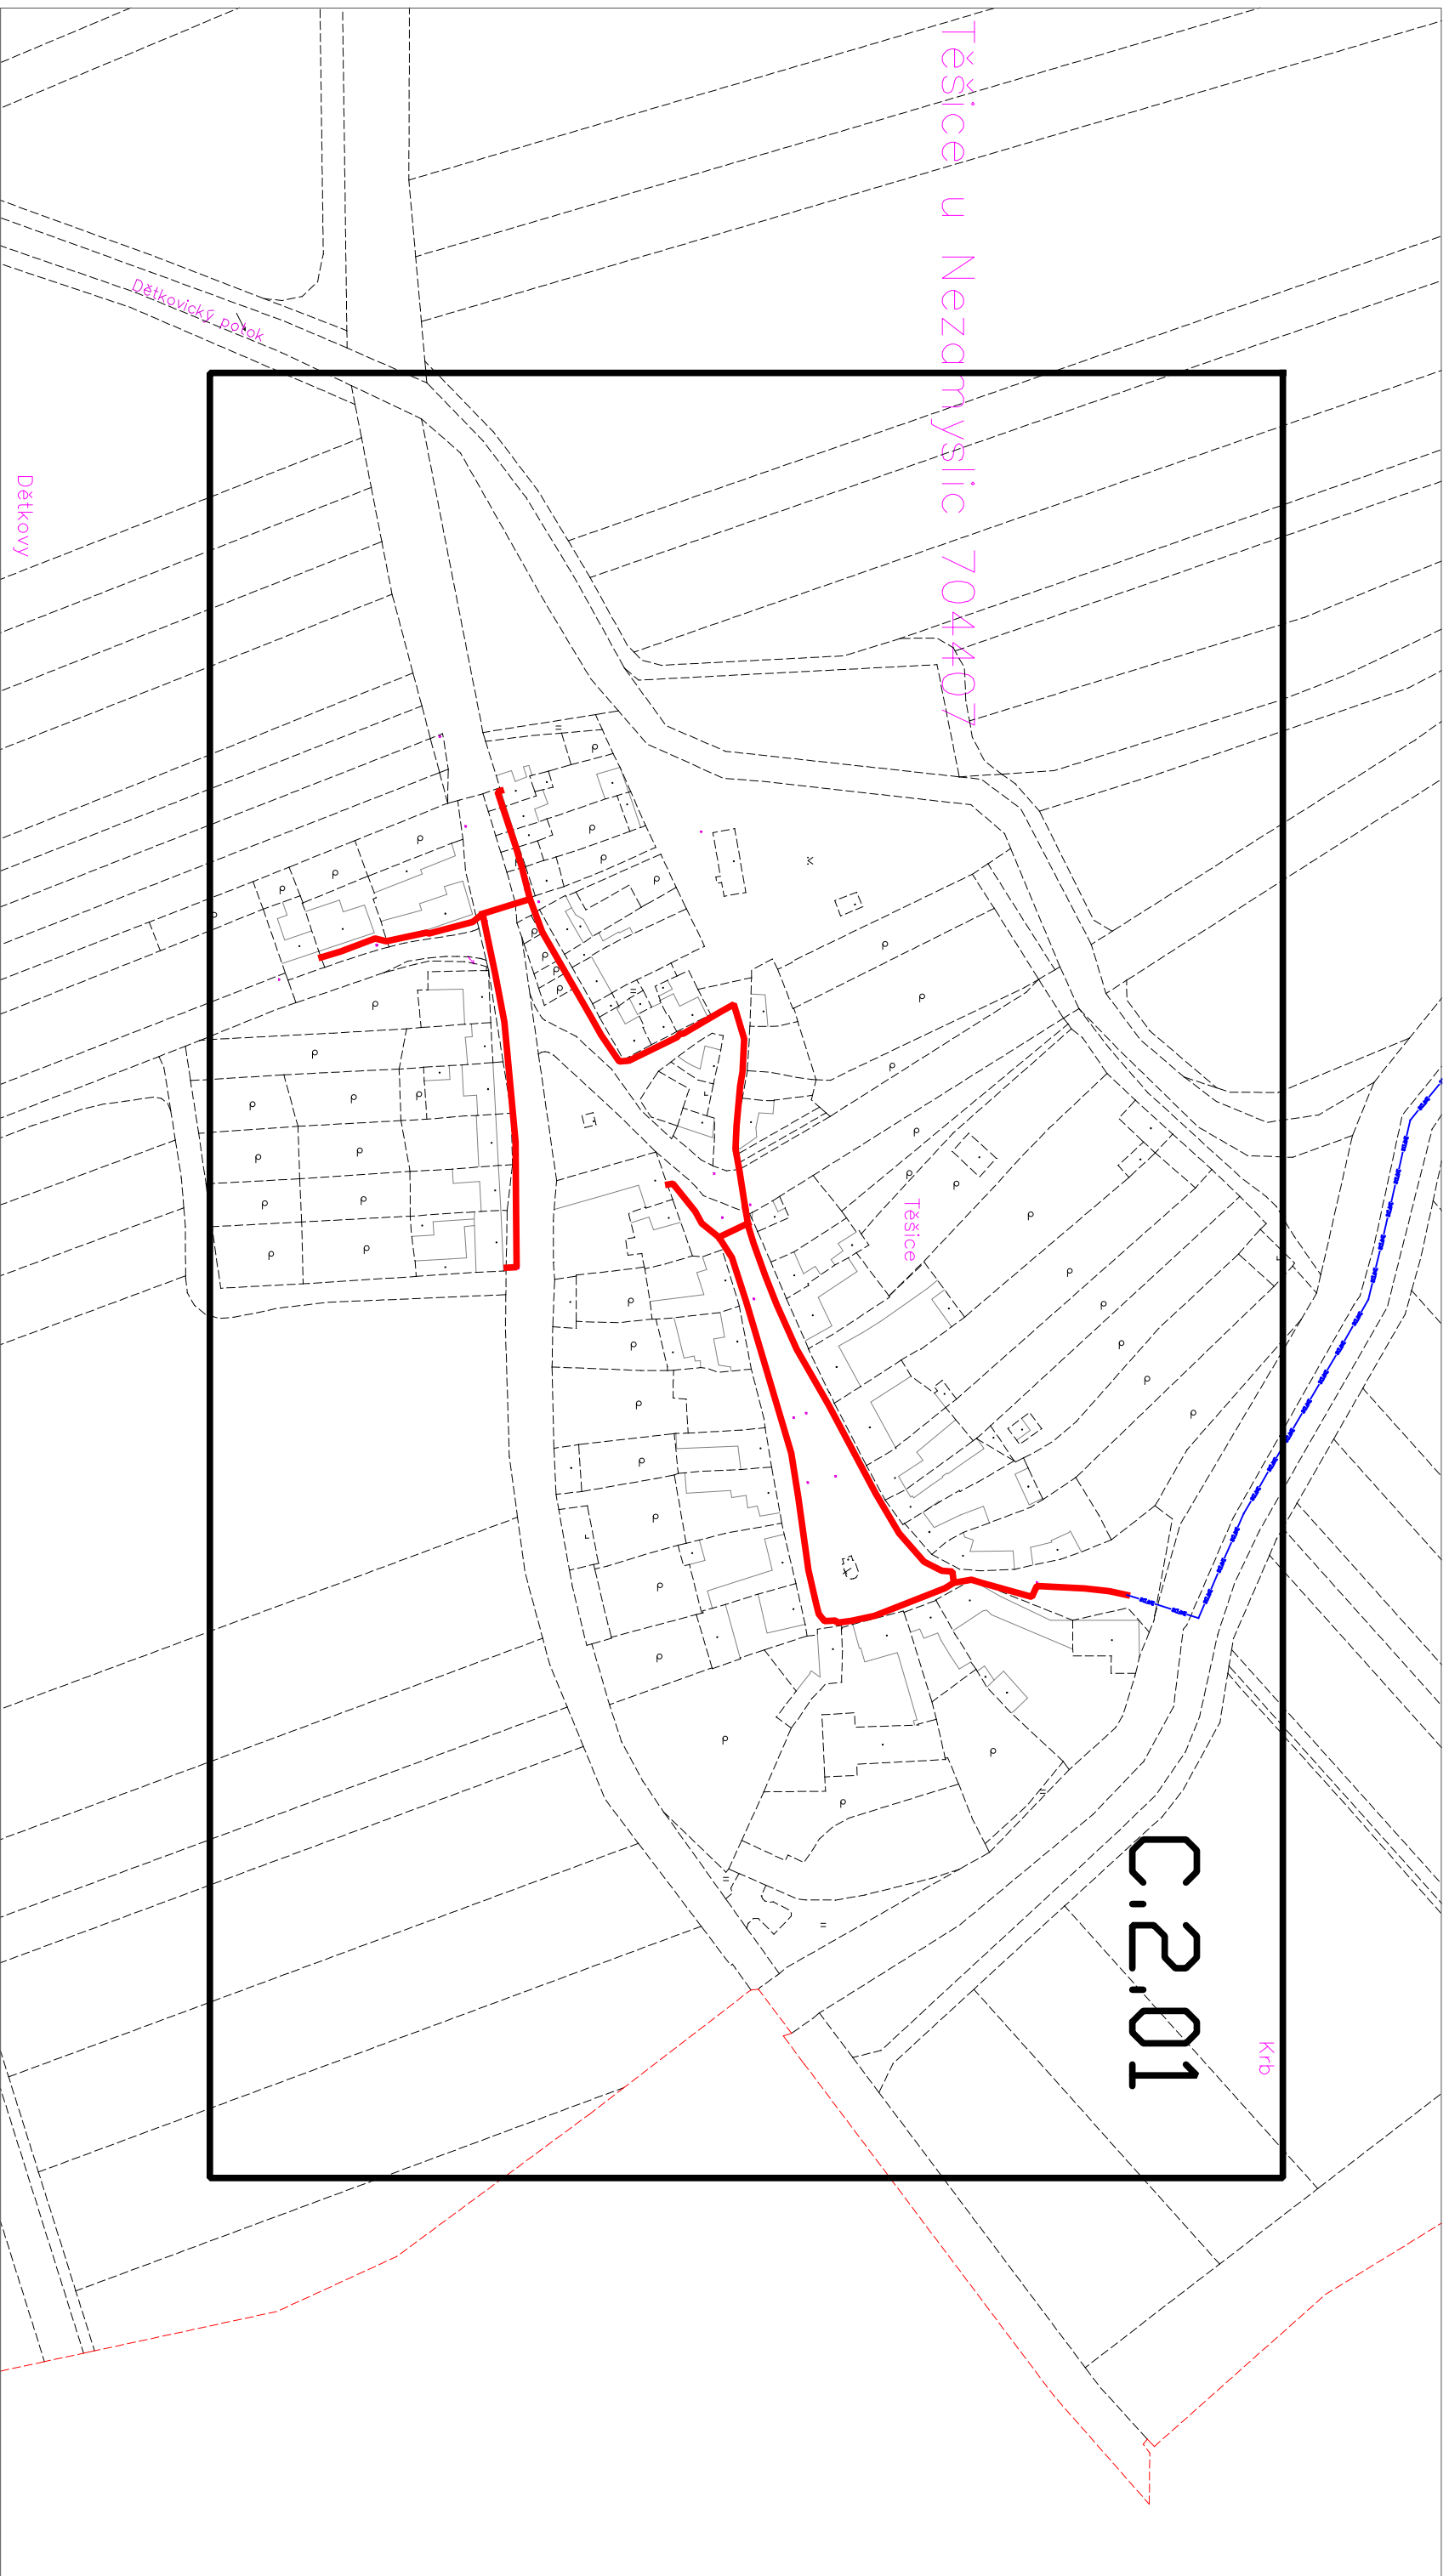 Těšice u Nezamyslic 704407
Dětkovický potok
Dětkovy
Těšice
C.2.01
Krb